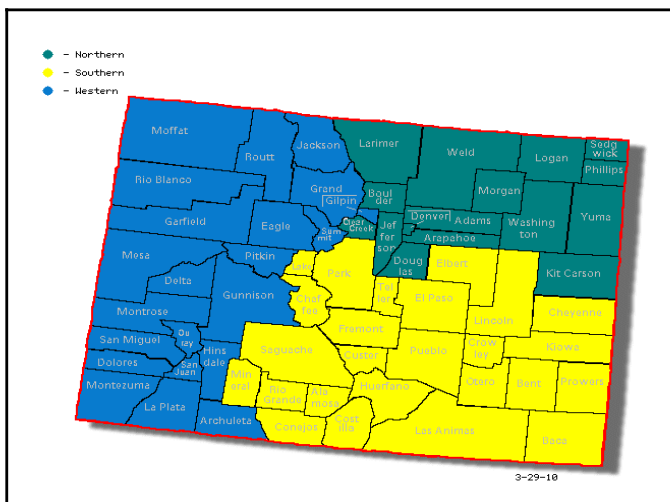 - Northern
- Southern
- Western
Moffat
Routt
Jackson
Larimer
Weld
Logan
Sedg
wick
Phillips
Rio Blanco
Grand
Gilpin
Boul
der
Morgan
Washing
ton
Yuma
Garfield
Eagle
Sum
mit
Clear
Creek
Jef
fer
son
Denver
Adams
Arapahoe
Mesa
Pitkin
Lake
Park
Doug
las
Elbert
Kit Carson
Delta
Gunnison
Chaf
fee
Tel
ler
El Paso
Lincoln
Cheyenne
Montrose
Fremont
San Miguel
Ou
ray
Hins
dale
Saguache
Custer
Pueblo
Crow
ley
Kiowa
Dolores
San
Juan
Min
eral
Montezuma
Rio
Grande
Ala
mosa
Huerfano
Otero
Bent
Prowers
La Plata
Archuleta
Conejos
Cost
illa
Las Animas
Baca
3-29-10